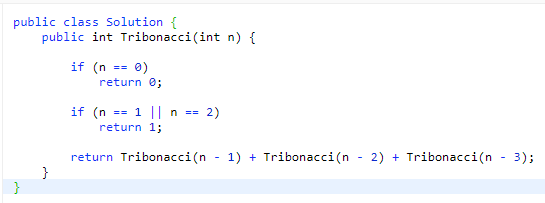 public class Solution {
    public int Tribonacci(int n) {
        if (n == 0)
            return 0;
        if (n == 1 || n == 2)
            return 1;
        return Tribonacci(n - 1) + Tribonacci(n - 2) + Tribonacci(n - 3);
    }
}